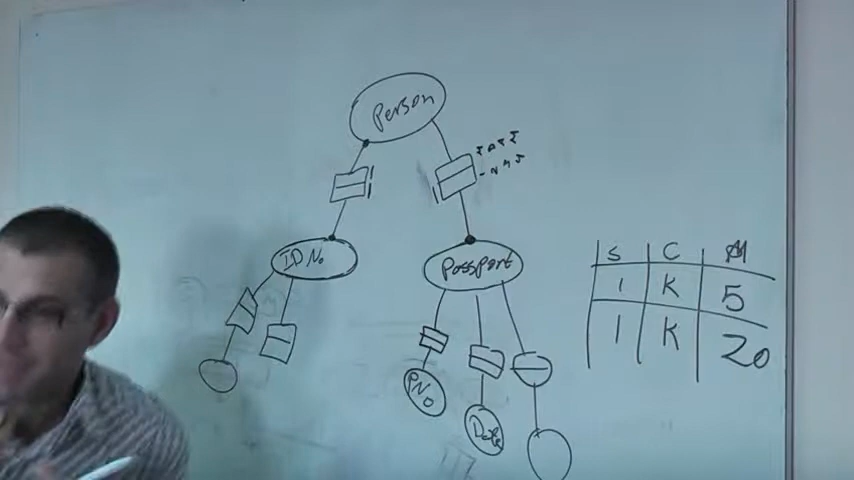 Person
ID No
Passport
PNo
Date
S C M
1 K 5
1 K 20